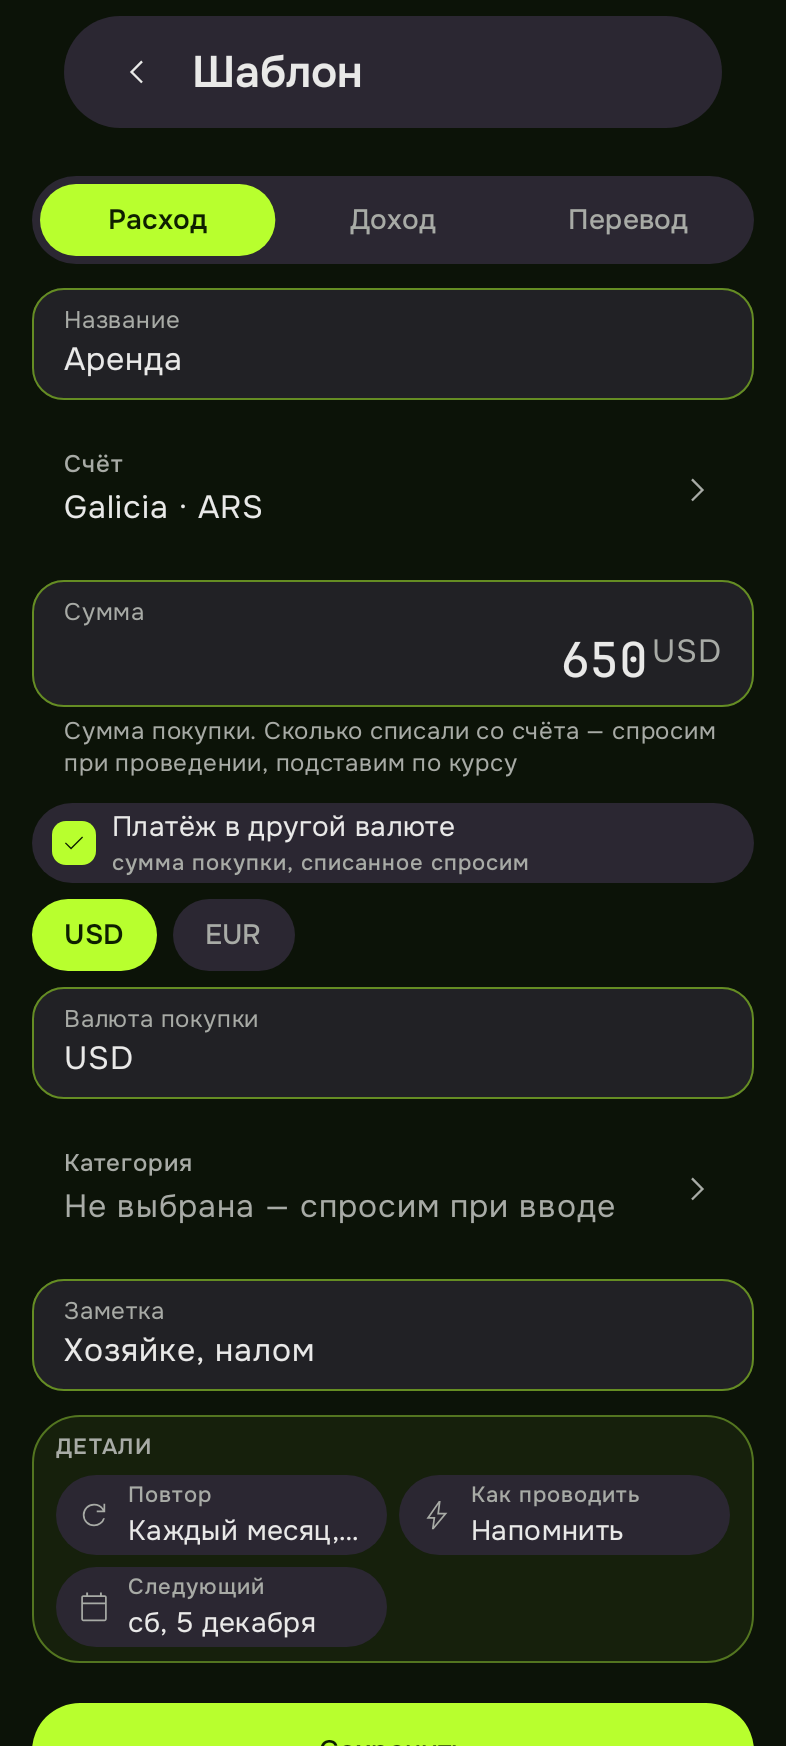 Шаблон
Расход
Доход
Перевод
Название
Аренда
Счёт
Galicia · ARS
Сумма
650 USD
Сумма покупки. Сколько списали со счёта — спросим
при проведении, подставим по курсу
Платёж в другой валюте
сумма покупки, списанное спросим
USD
EUR
Валюта покупки
USD
Категория
Не выбрана — спросим при вводе
Заметка
Хозяйке, налом
ДЕТАЛИ
Повтор
Каждый месяц,...
Как проводить
Напомнить
Следующий
сб, 5 декабря